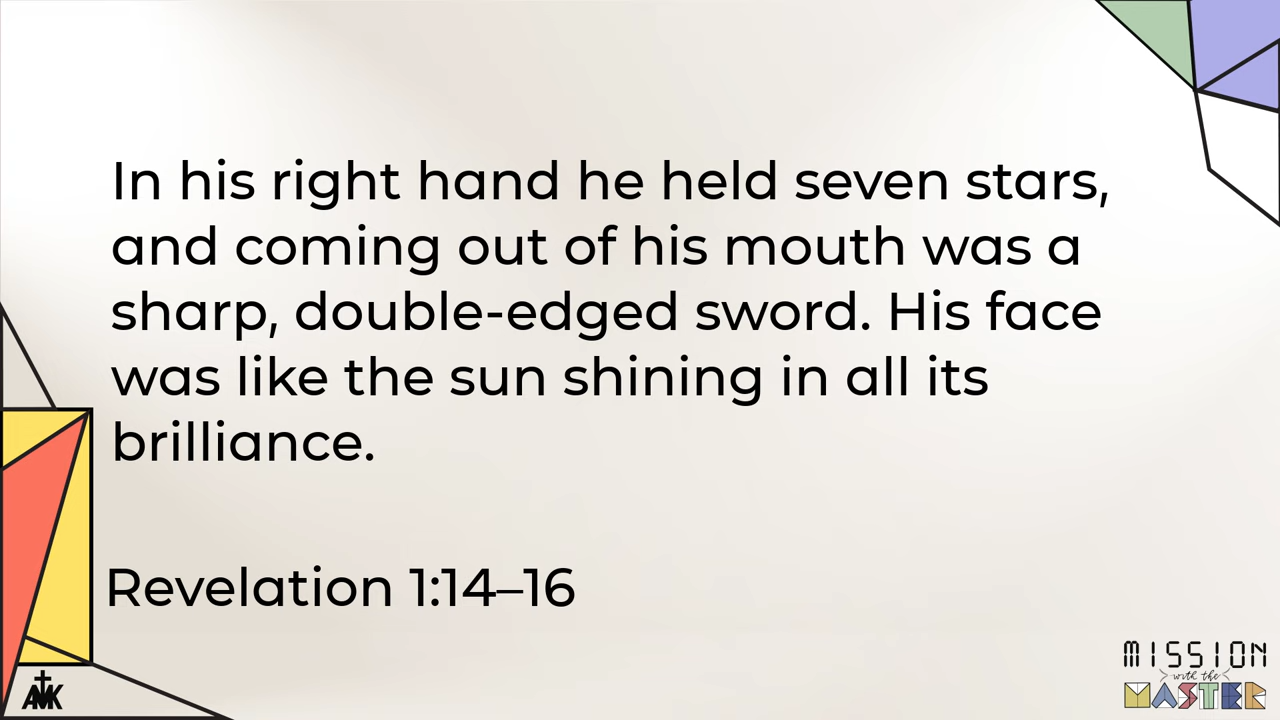 In his right hand he held seven stars,
and coming out of his mouth was a
sharp, double-edged sword. His face
was like the sun shining in all its
brilliance.
Revelation 1:14–16
MISSION
with the
MASTER
AMK